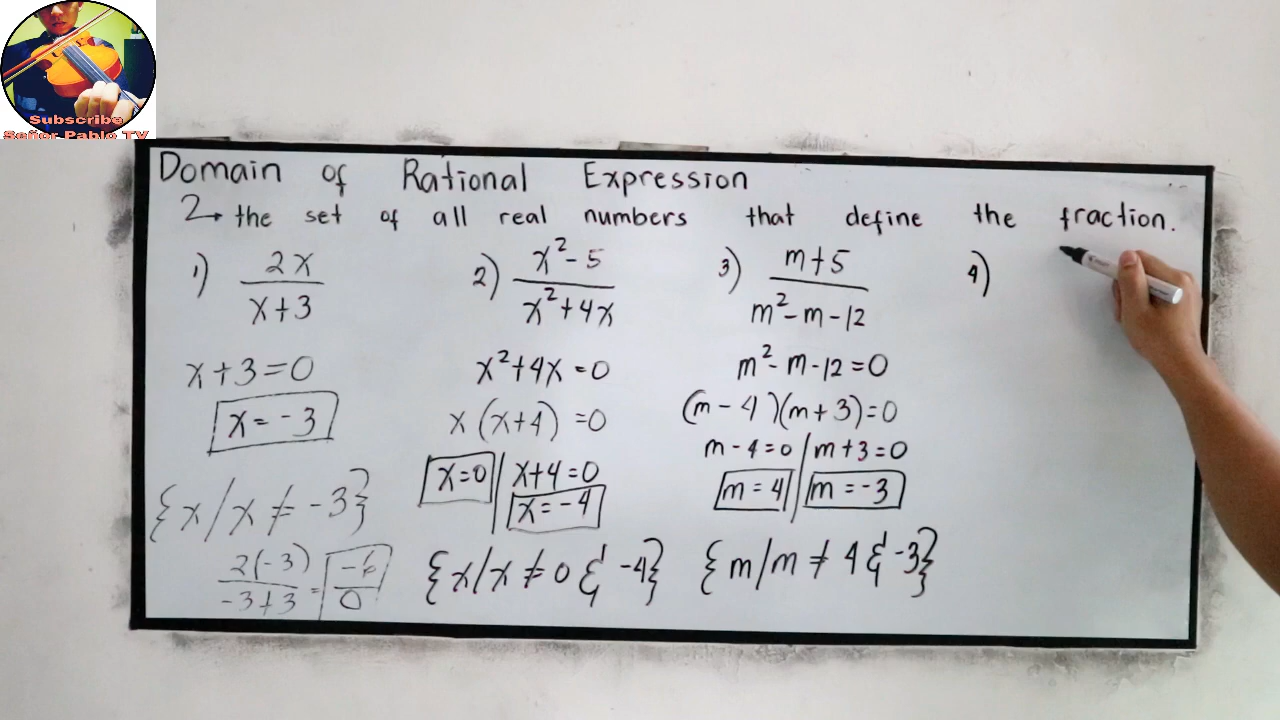 Subscribe
Señor Pablo TV
Domain of Rational Expression
→ the set of all real numbers that define the fraction.
1) 2x / x+3
x+3=0
x=-3
{x/x≠-3}
2(-3) / -3+3 = -6/0
2) x²-5 / x²+4x
x²+4x=0
x(x+4)=0
x=0 | x+4=0
x=-4
{x/x≠0 & -4}
3) m+5 / m²-m-12
m²-m-12=0
(m-4)(m+3)=0
m-4=0 / m+3=0
m=4 m=-3
{m/m≠4 & -3}
4)